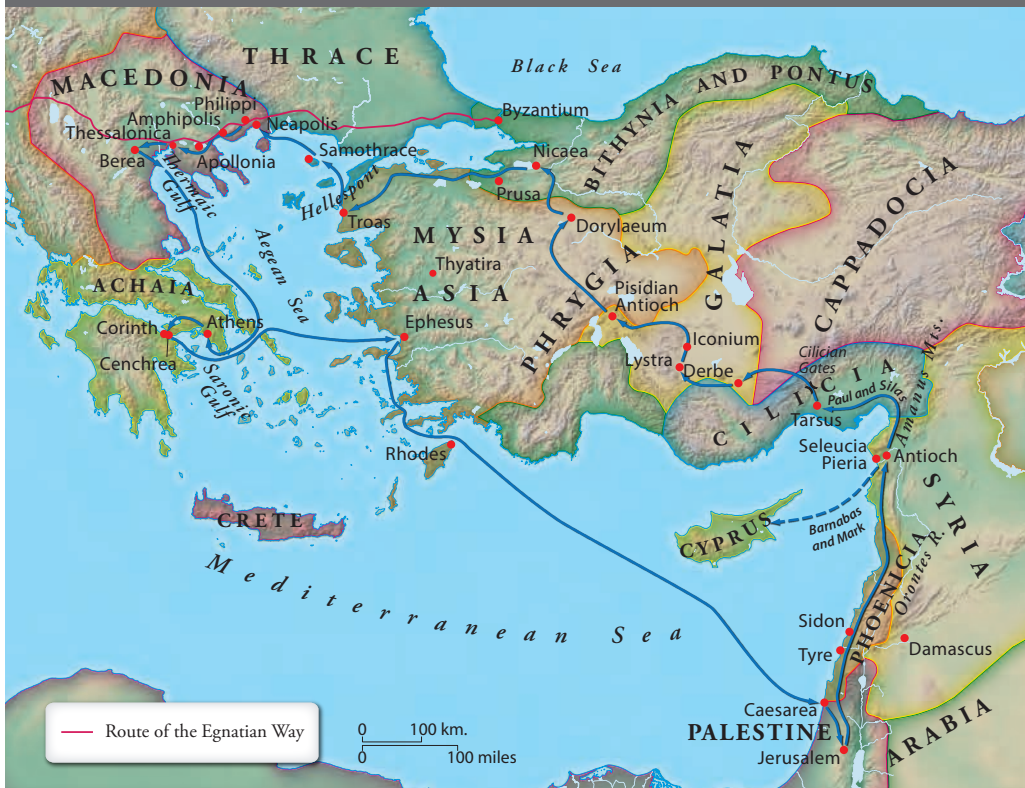 THRACE
Black Sea
MACEDONIA
BITHYNIA AND PONTUS
Philippi
Amphipolis
Neapolis
Byzantium
Thessalonica
Berea
Apollonia
Samothrace
Nicaea
Thermaic
Gulf
Hellespont
Prusa
Troas
Dorylaeum
GALATIA
CAPPADOCIA
MYSIA
Thyatira
ASIA
Aegean Sea
PHRYGIA
Pisidian
Antioch
ACHAIA
Corinth
Athens
Cenchrea
Saronic
Gulf
Ephesus
Iconium
Lystra
Derbe
Cilician
Gates
CILICIA
Paul and Silas
Amanus Mts.
Tarsus
Rhodes
Seleucia
Pieria
Antioch
SYRIA
CRETE
CYPRUS
Barnabas
and Mark
Orontes R.
PHOENICIA
Mediterranean Sea
Sidon
Tyre
Damascus
Caesarea
PALESTINE
Jerusalem
ARABIA
Route of the Egnatian Way
0 100 km.
0 100 miles